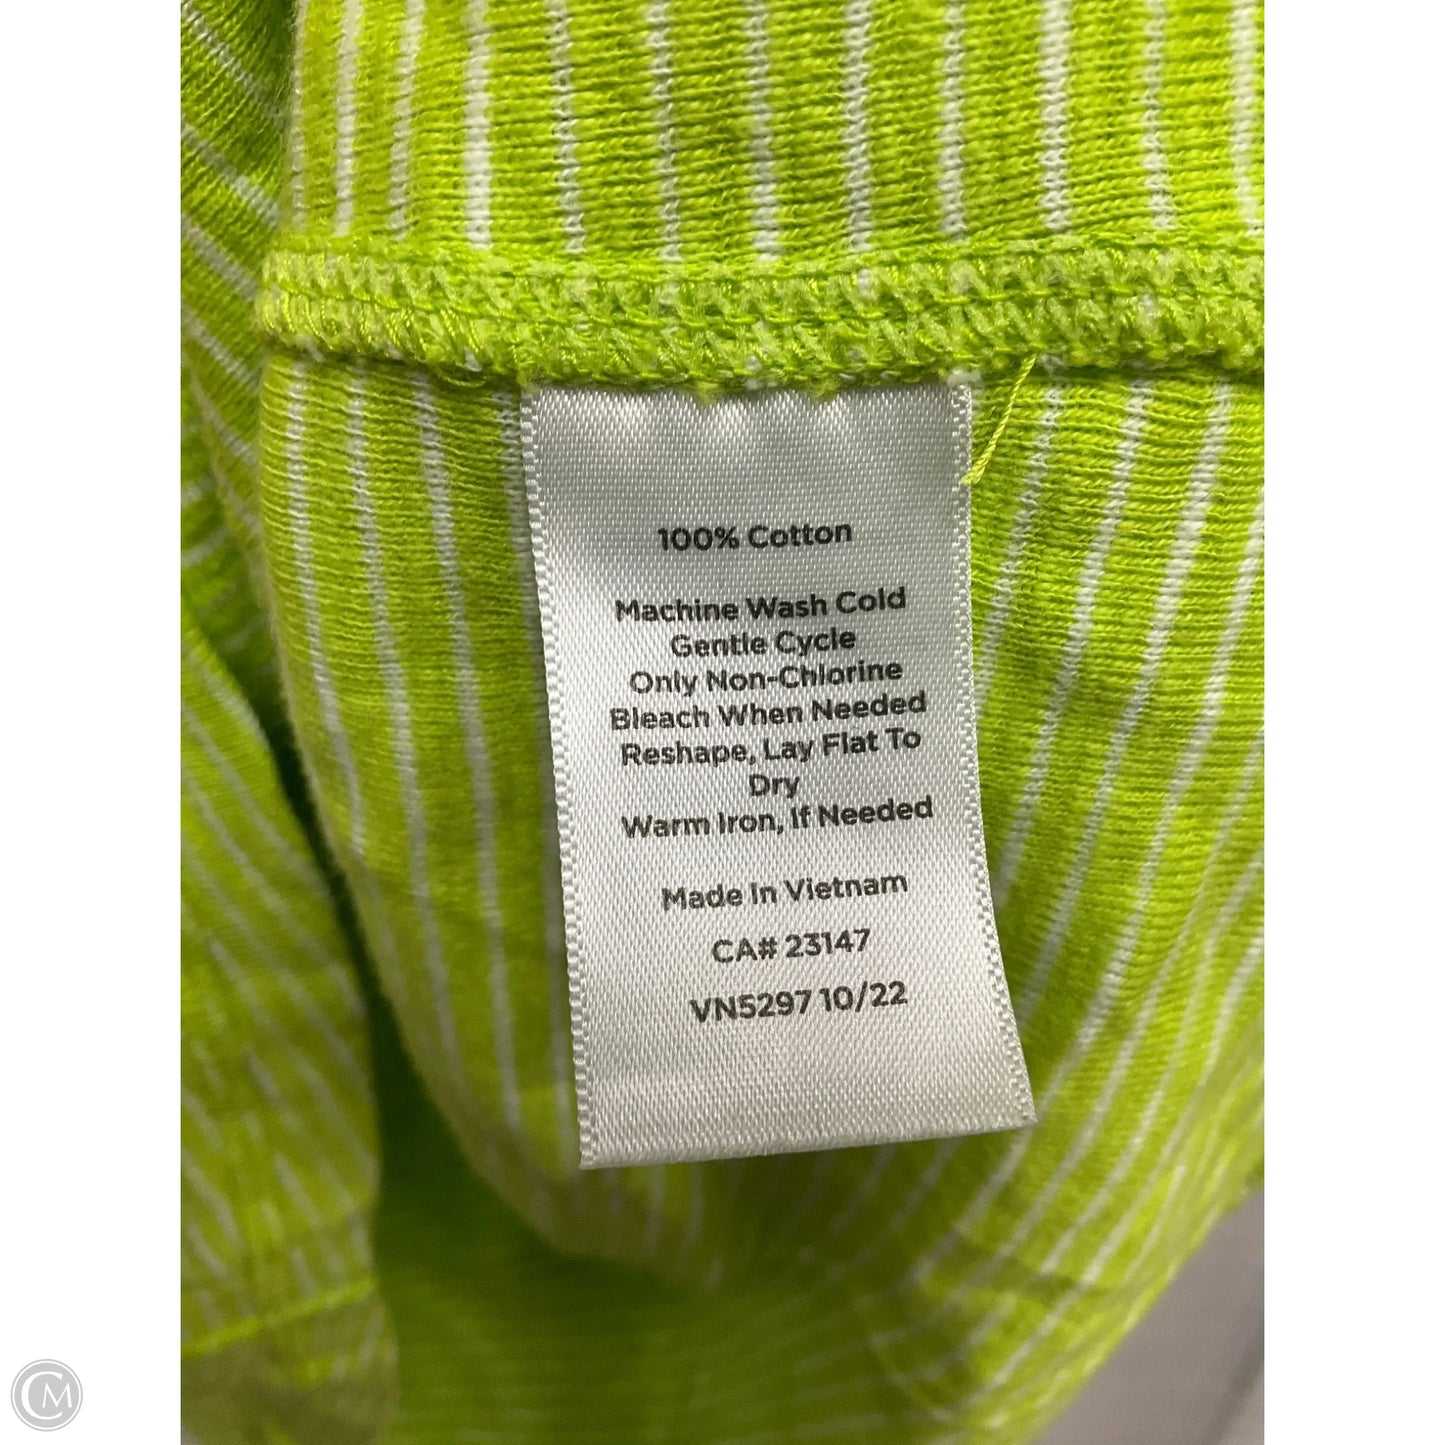 100% Cotton
Machine Wash Cold
Gentle Cycle
Only Non-Chlorine
Bleach When Needed
Reshape, Lay Flat To
Dry
Warm Iron, If Needed
Made In Vietnam
CA# 23147
VN5297 10/22
CM